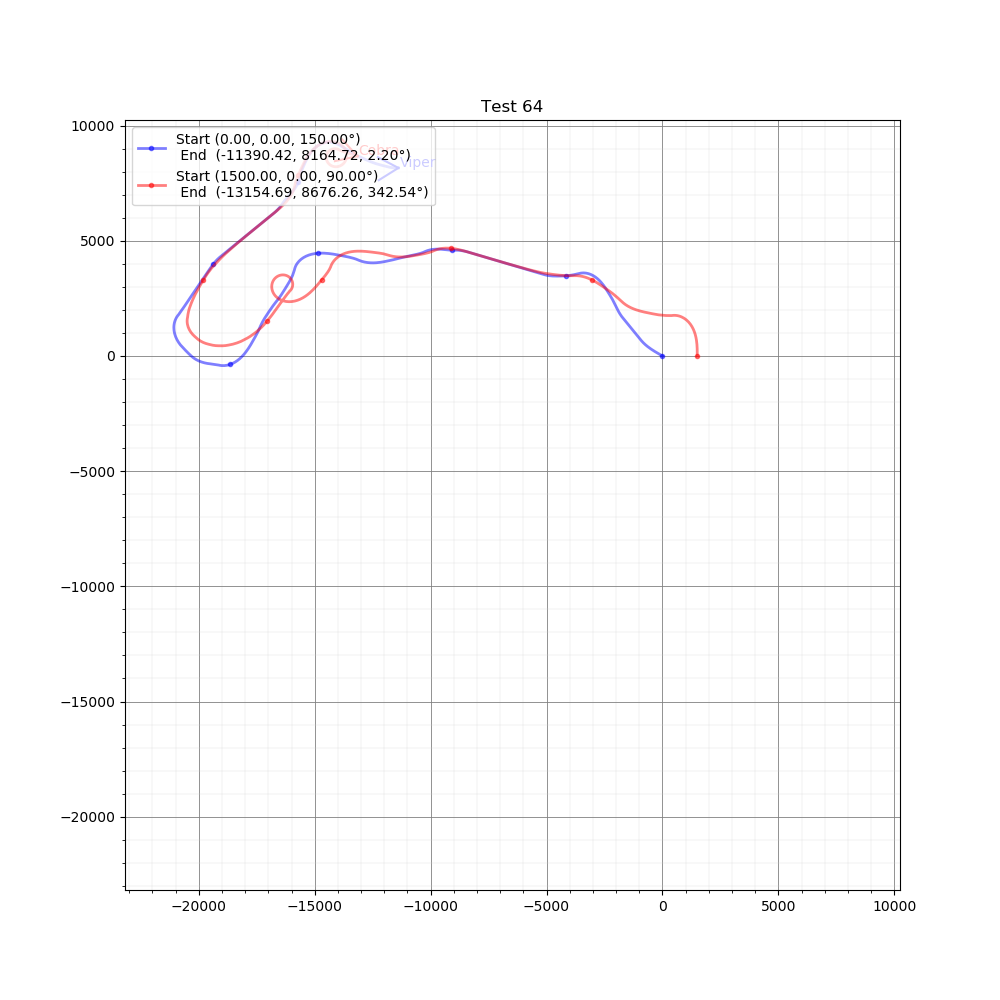 Test 64
Start (0.00, 0.00, 150.00°)
End (-11390.42, 8164.72, 2.20°)
Start (1500.00, 0.00, 90.00°)
End (-13154.69, 8676.26, 342.54°)
Cobra
Viper
10000
5000
0
−5000
−10000
−15000
−20000
−20000 −15000 −10000 −5000 0 5000 10000